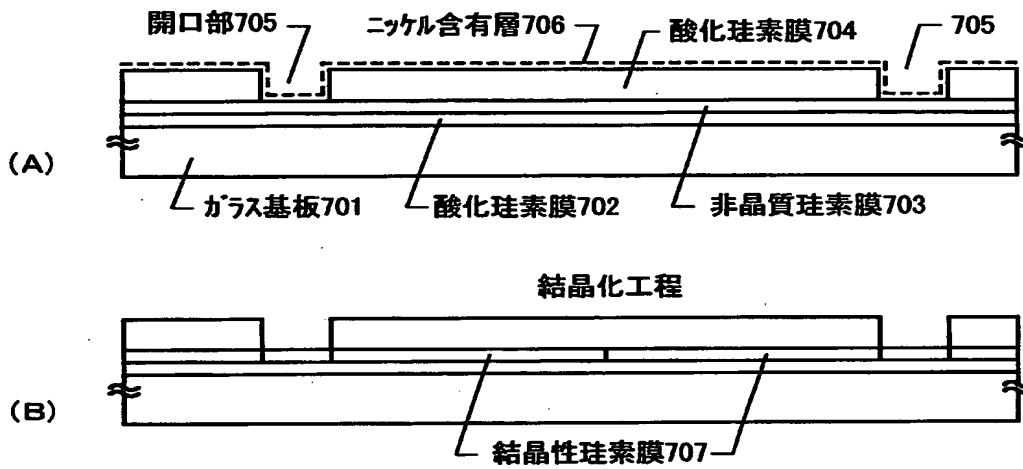 開口部705 ニッケル含有層706 酸化珪素膜704 705
(A)
ガラス基板701 酸化珪素膜702 非晶質珪素膜703
結晶化工程
(B)
結晶性珪素膜707